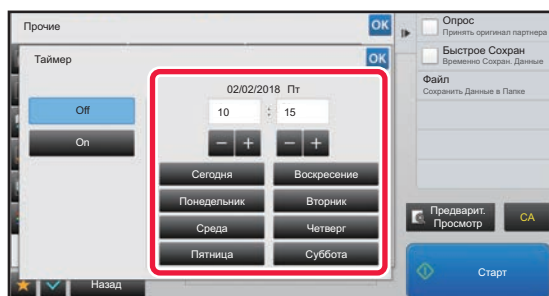 Прочие
OK
Таймер
OK
02/02/2018 Пт
Off
10 : 15
On
− +
− +
Сегодня
Воскресение
Понедельник
Вторник
Среда
Четверг
Пятница
Суббота
Назад
Опрос
Принять оригинал партнера
Быстрое Сохран
Временно Сохран. Данные
Файл
Сохранить Данные в Папке
Предварит.
Просмотр
CA
Старт